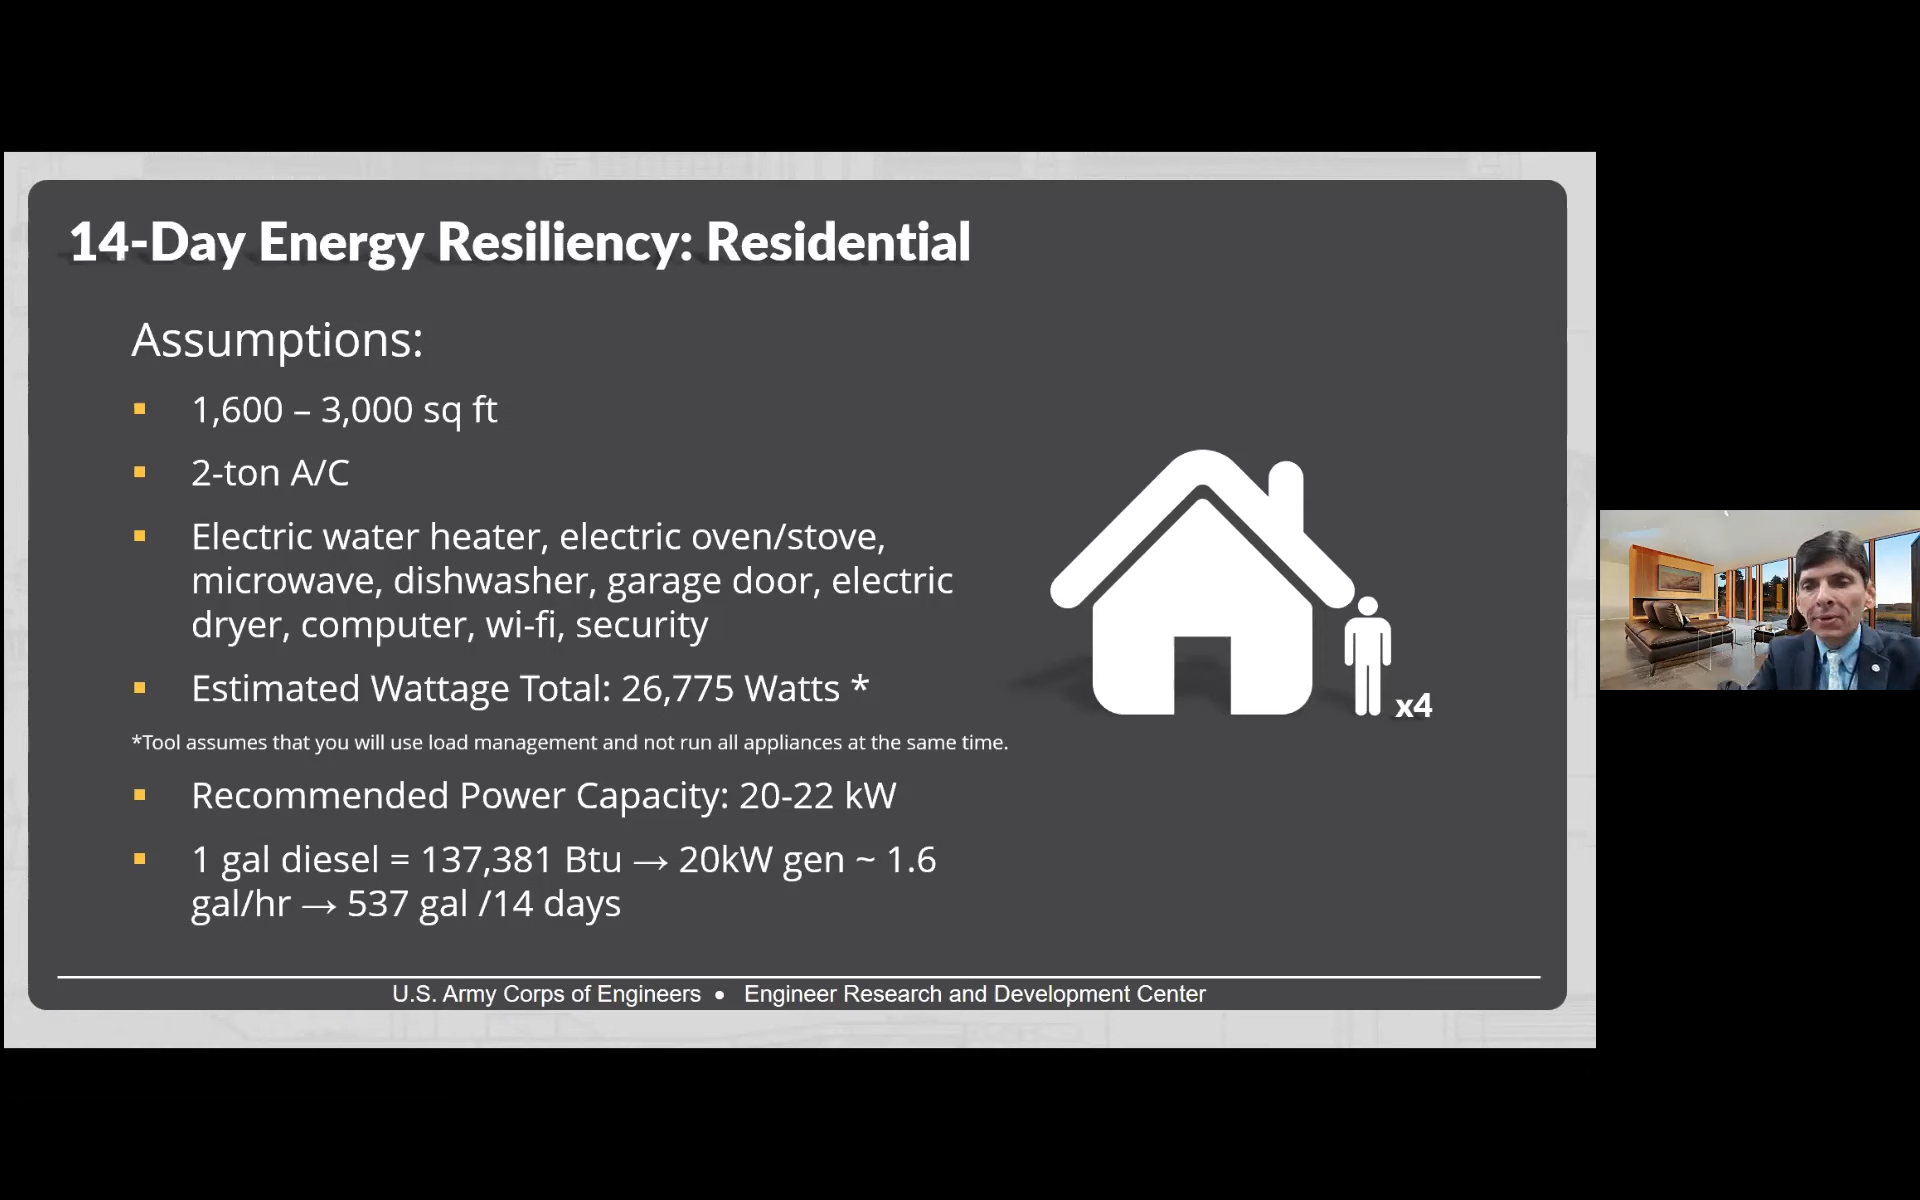 14-Day Energy Resiliency: Residential
Assumptions:
1,600 – 3,000 sq ft
2-ton A/C
Electric water heater, electric oven/stove,
microwave, dishwasher, garage door, electric
dryer, computer, wi-fi, security
Estimated Wattage Total: 26,775 Watts *
*Tool assumes that you will use load management and not run all appliances at the same time.
Recommended Power Capacity: 20-22 kW
1 gal diesel = 137,381 Btu → 20kW gen ~ 1.6
gal/hr → 537 gal /14 days
x4
U.S. Army Corps of Engineers • Engineer Research and Development Center